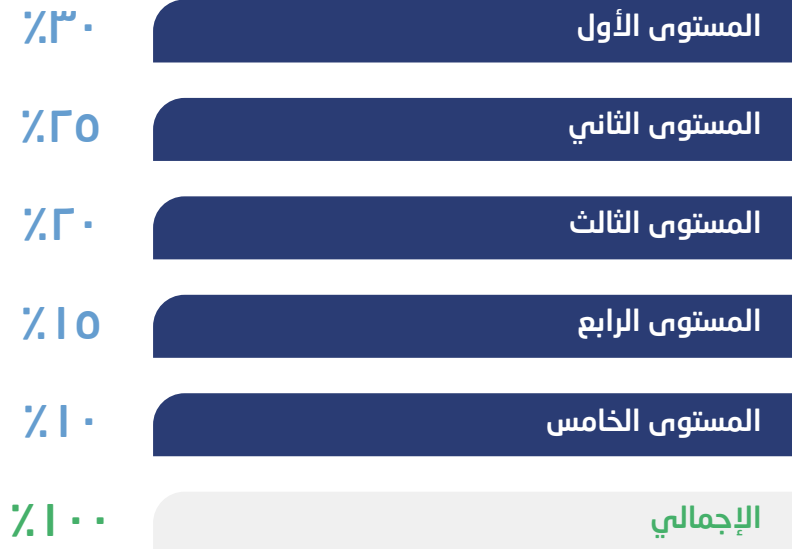 المستوى الأول ٣٠٪
المستوى الثاني ٢٥٪
المستوى الثالث ٢٠٪
المستوى الرابع ١٥٪
المستوى الخامس ١٠٪
الإجمالي ١٠٠٪